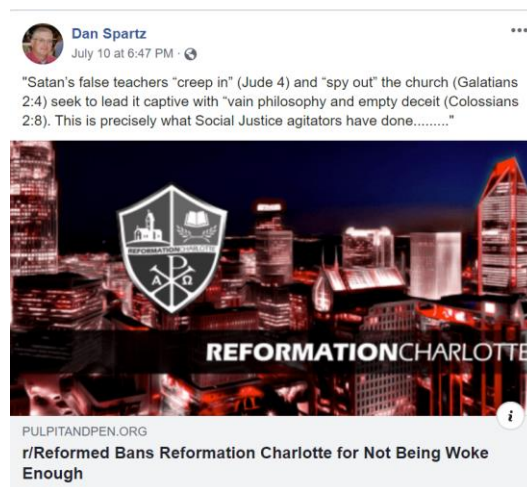 Dan Spartz
July 10 at 6:47 PM ·
"Satan's false teachers “creep in” (Jude 4) and “spy out” the church (Galatians
2:4) seek to lead it captive with “vain philosophy and empty deceit (Colossians
2:8). This is precisely what Social Justice agitators have done........."
REFORMATIONCHARLOTTE
Α Ω
REFORMATIONCHARLOTTE
i
PULPITANDPEN.ORG
r/Reformed Bans Reformation Charlotte for Not Being Woke
Enough